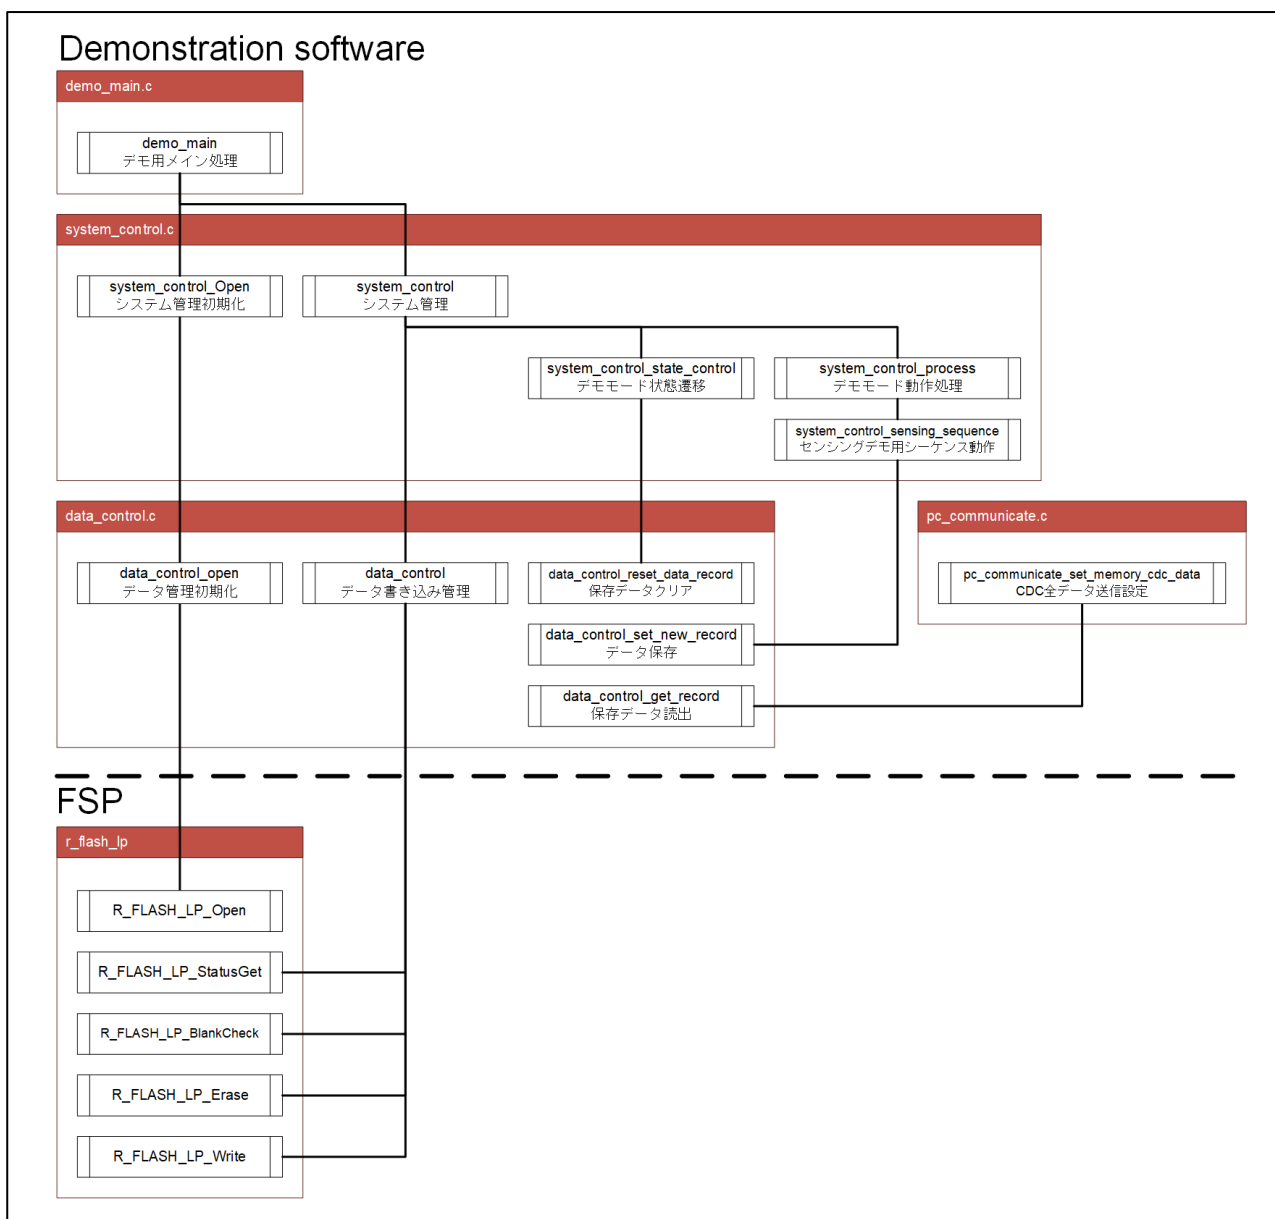 Demonstration software
demo_main.c
demo_main
デモ用メイン処理
system_control.c
system_control_Open
システム管理初期化
system_control
システム管理
system_control_state_control
デモモード状態遷移
system_control_process
デモモード動作処理
system_control_sensing_sequence
センシングデモ用シーケンス動作
data_control.c
data_control_open
データ管理初期化
data_control
データ書き込み管理
data_control_reset_data_record
保存データクリア
data_control_set_new_record
データ保存
data_control_get_record
保存データ読出
pc_communicate.c
pc_communicate_set_memory_cdc_data
CDC全データ送信設定
FSP
r_flash_lp
R_FLASH_LP_Open
R_FLASH_LP_StatusGet
R_FLASH_LP_BlankCheck
R_FLASH_LP_Erase
R_FLASH_LP_Write